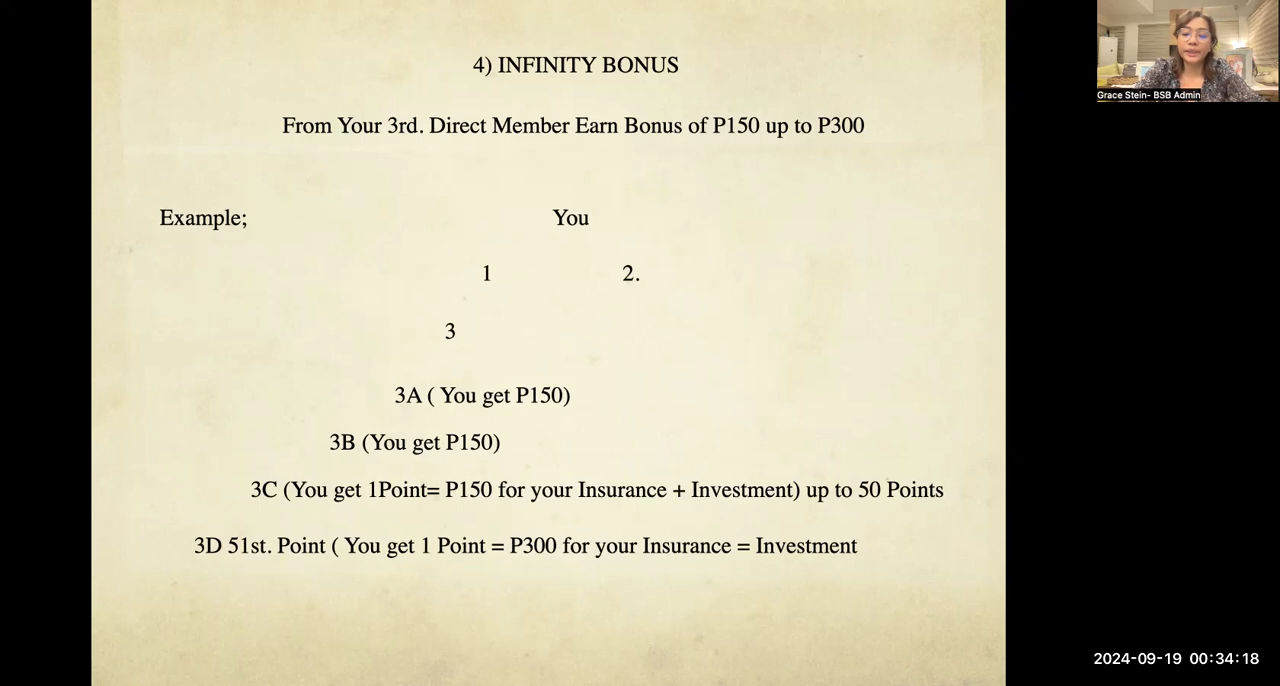 4) INFINITY BONUS
From Your 3rd. Direct Member Earn Bonus of P150 up to P300
Example; You
1 2.
3
3A ( You get P150)
3B (You get P150)
3C (You get 1Point= P150 for your Insurance + Investment) up to 50 Points
3D 51st. Point ( You get 1 Point = P300 for your Insurance = Investment
Grace Stein- BSB Admin
2024-09-19 00:34:18